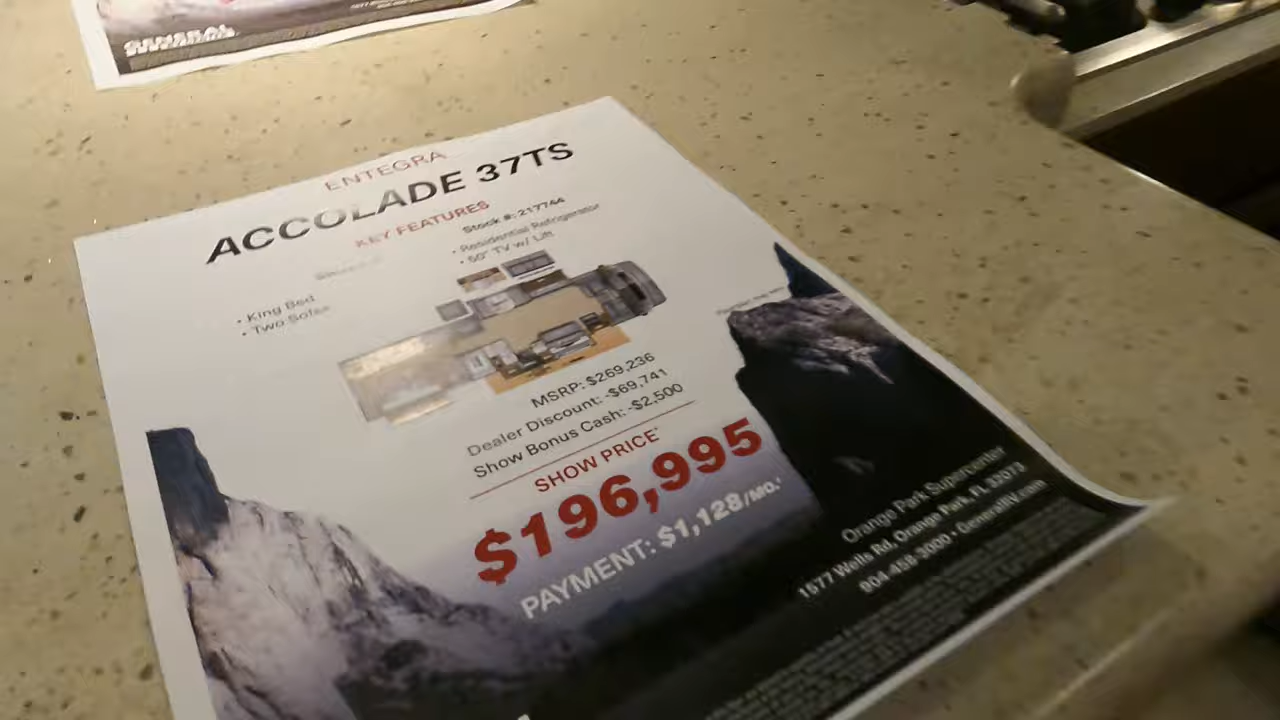 GENERAL
ENTEGRA
ACCOLADE 37TS
KEY FEATURES
Stock #: 217744
• Residential Refrigerator
• 50" TV w/ Lift
• King Bed
• Two Sofas
MSRP: $269,236
Dealer Discount: -$69,741
Show Bonus Cash: -$2,500
SHOW PRICE*
$196,995
PAYMENT: $1,128/MO.†
Orange Park Supercenter
1577 Wells Rd, Orange Park, FL 32073
904-458-3000 • GeneralRV.com